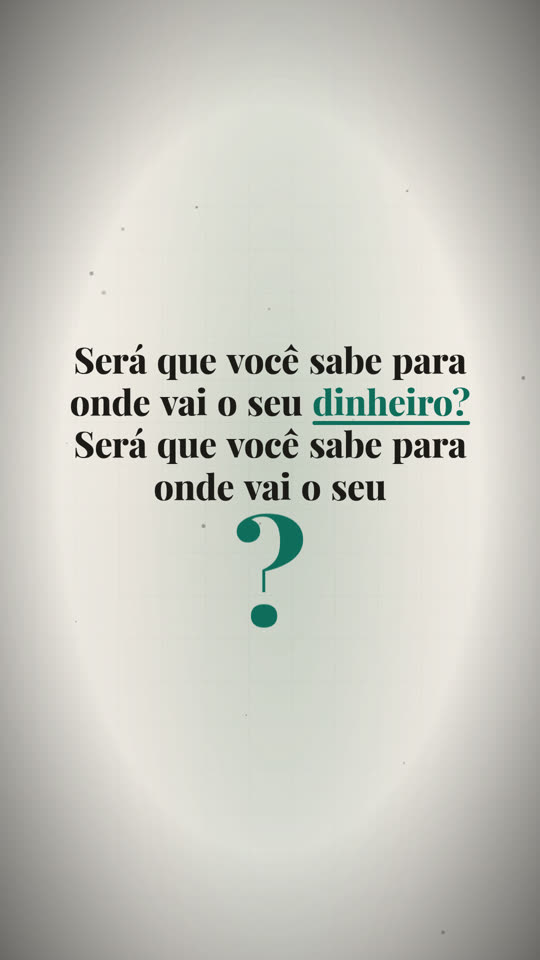 Será que você sabe para
onde vai o seu dinheiro?
Será que você sabe para
onde vai o seu
?